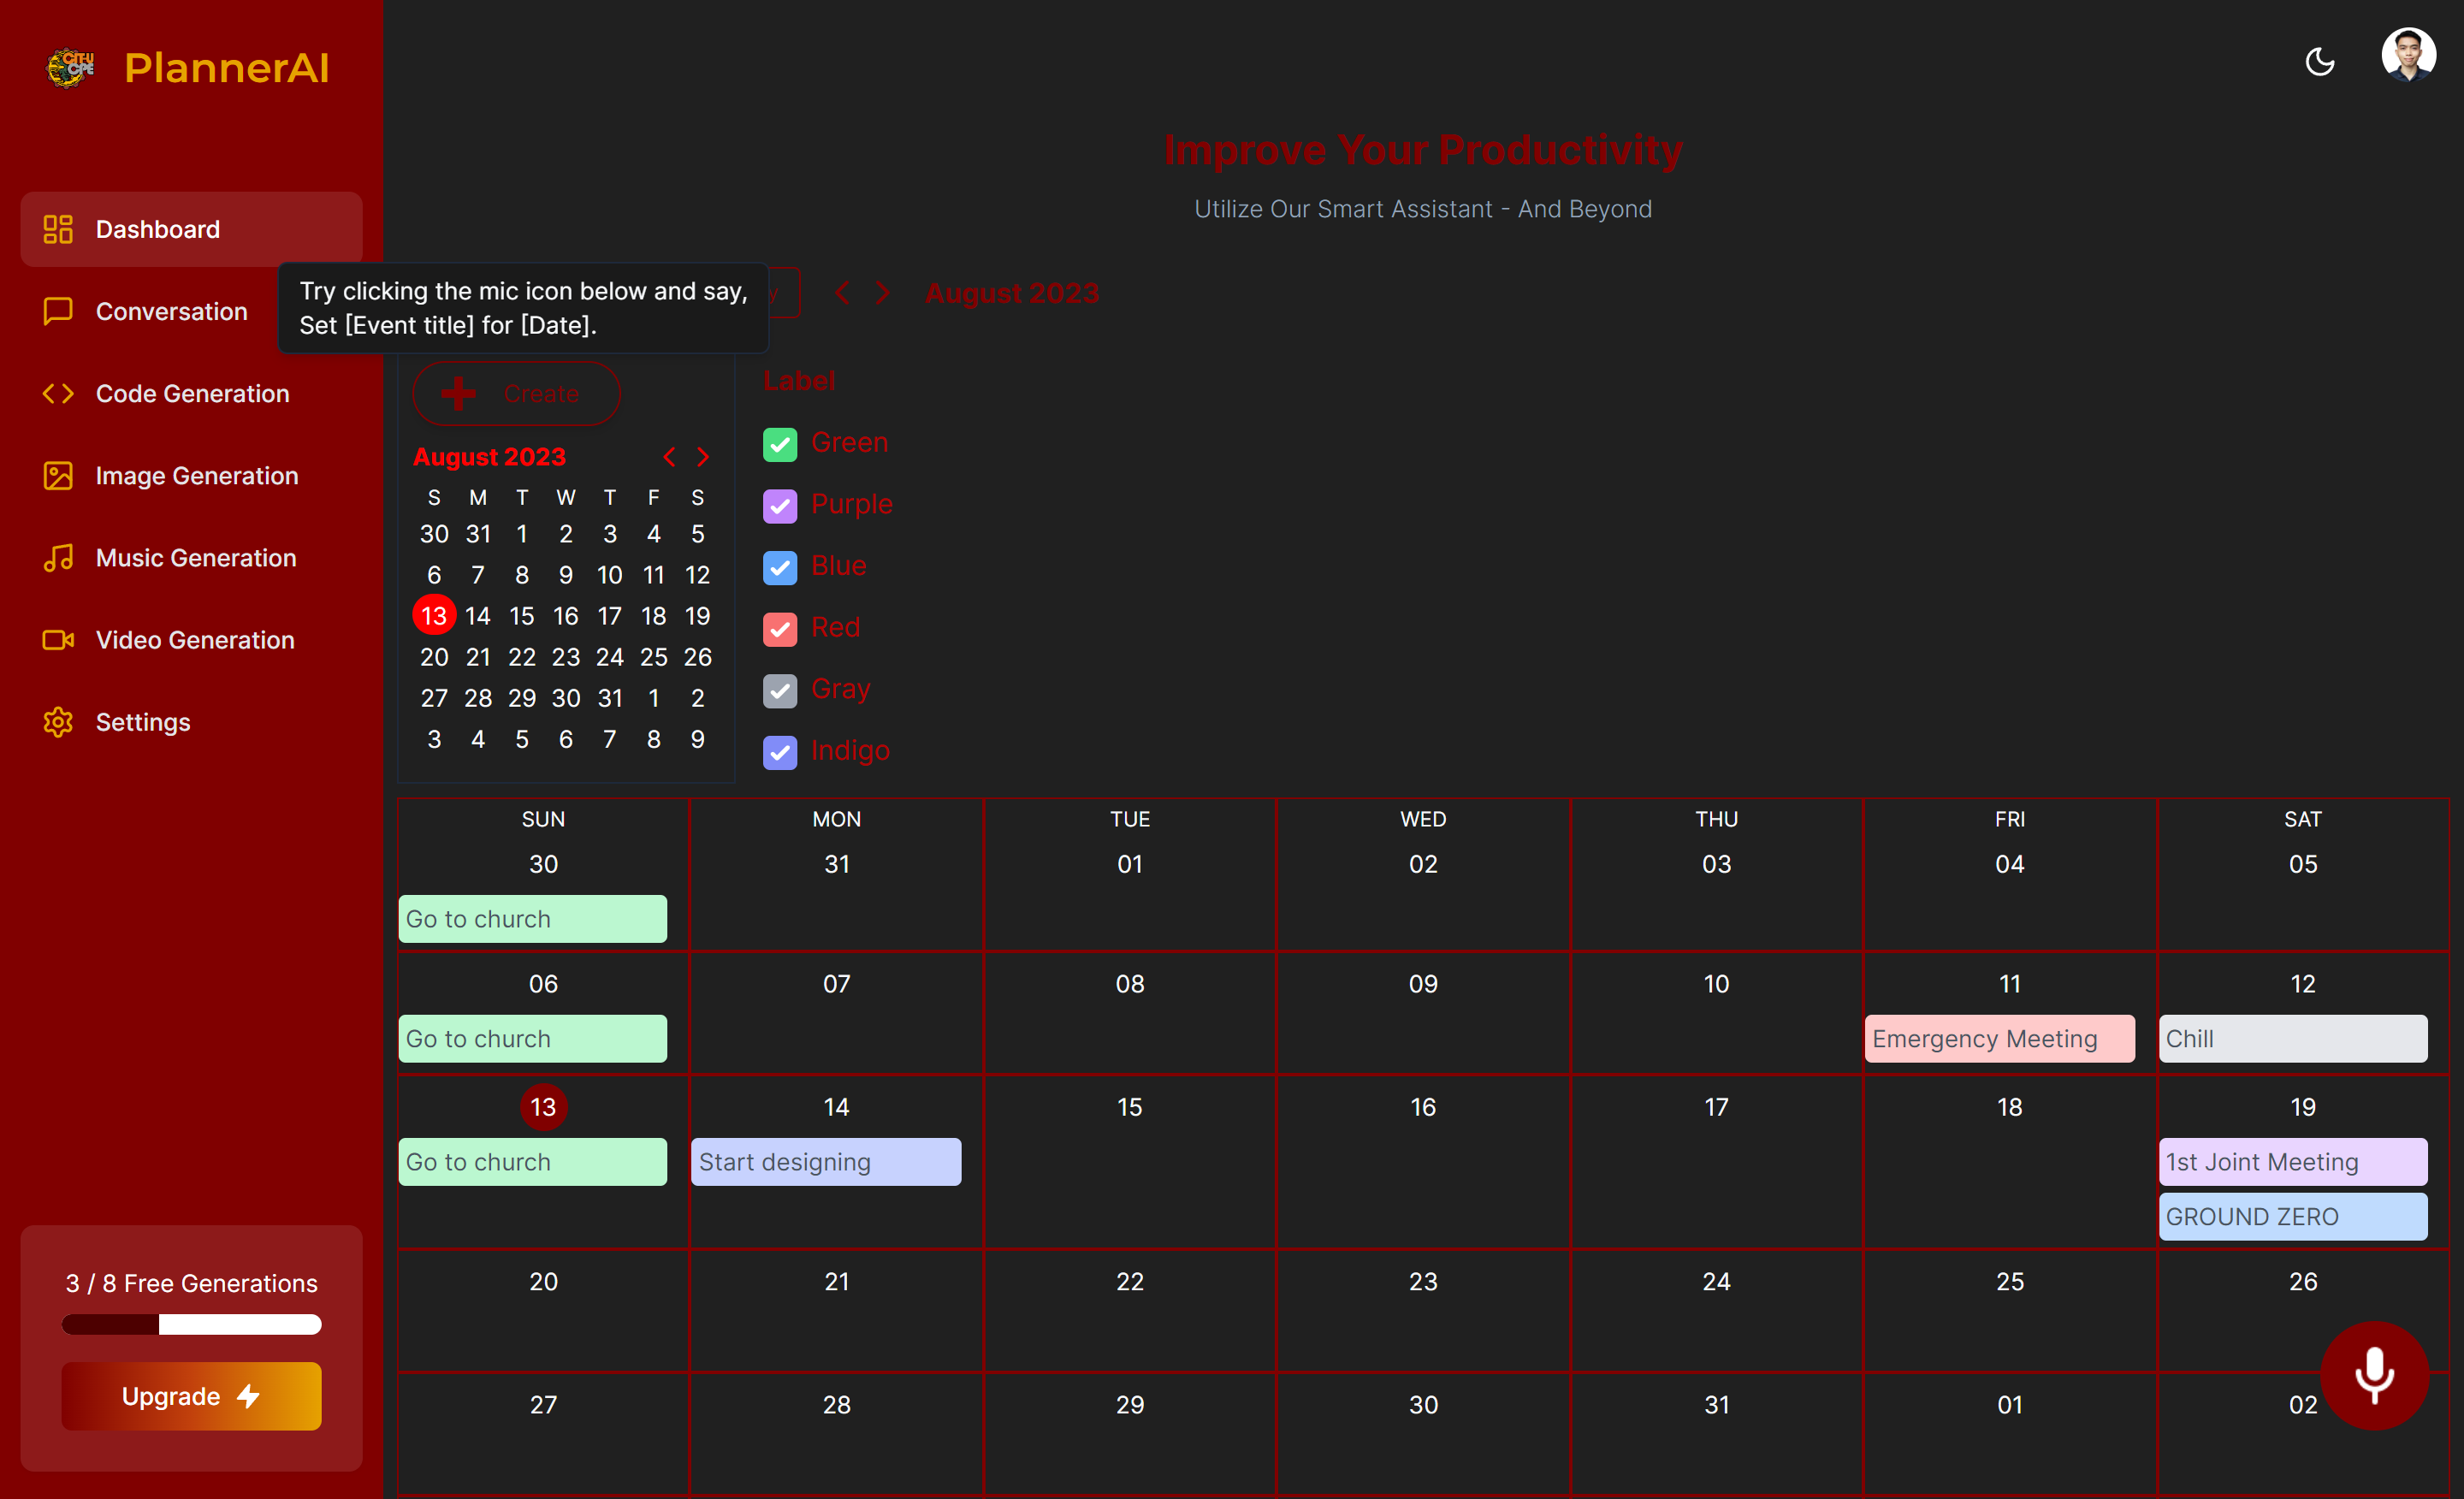 CIT-U
CPE
PlannerAI
Dashboard
Conversation
Code Generation
Image Generation
Music Generation
Video Generation
Settings
3 / 8 Free Generations
Upgrade
Improve Your Productivity
Utilize Our Smart Assistant - And Beyond
Try clicking the mic icon below and say,
Set [Event title] for [Date].
y
August 2023
Create
August 2023
S M T W T F S
30 31 1 2 3 4 5
6 7 8 9 10 11 12
13 14 15 16 17 18 19
20 21 22 23 24 25 26
27 28 29 30 31 1 2
3 4 5 6 7 8 9
Label
Green
Purple
Blue
Red
Gray
Indigo
SUN MON TUE WED THU FRI SAT
30 31 01 02 03 04 05
Go to church
06 07 08 09 10 11 12
Go to church Emergency Meeting Chill
13 14 15 16 17 18 19
Go to church Start designing 1st Joint Meeting
GROUND ZERO
20 21 22 23 24 25 26
27 28 29 30 31 01 02